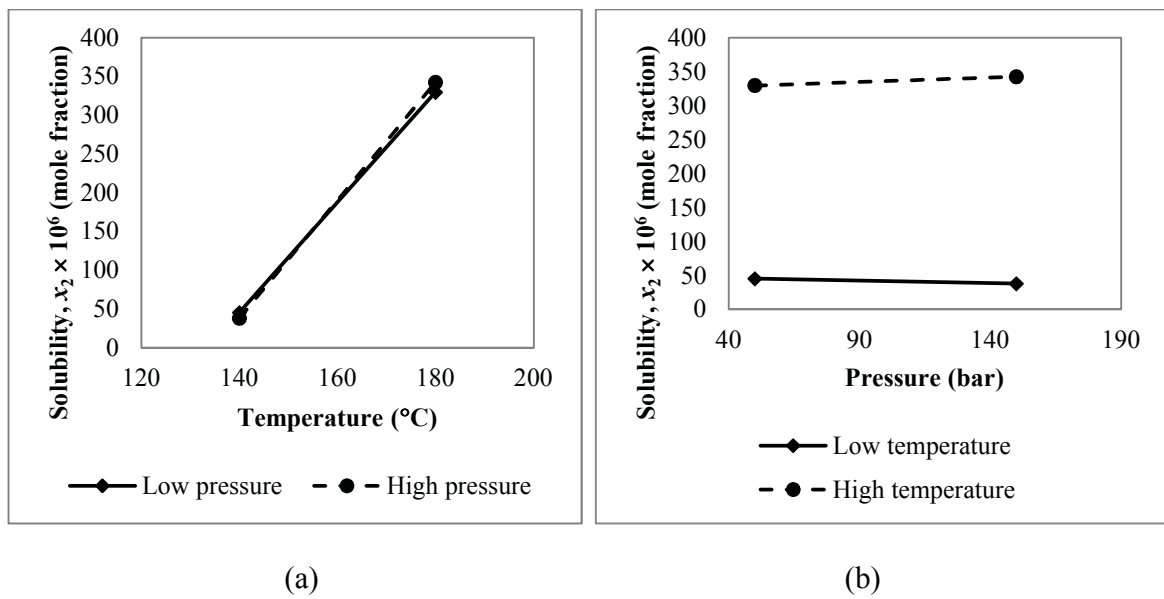 Solubility, x₂ × 10⁶ (mole fraction)
400
350
300
250
200
150
100
50
0
120 140 160 180 200
Temperature (°C)
Low pressure High pressure
(a)
Solubility, x₂ × 10⁶ (mole fraction)
400
350
300
250
200
150
100
50
0
40 90 140 190
Pressure (bar)
Low temperature
High temperature
(b)